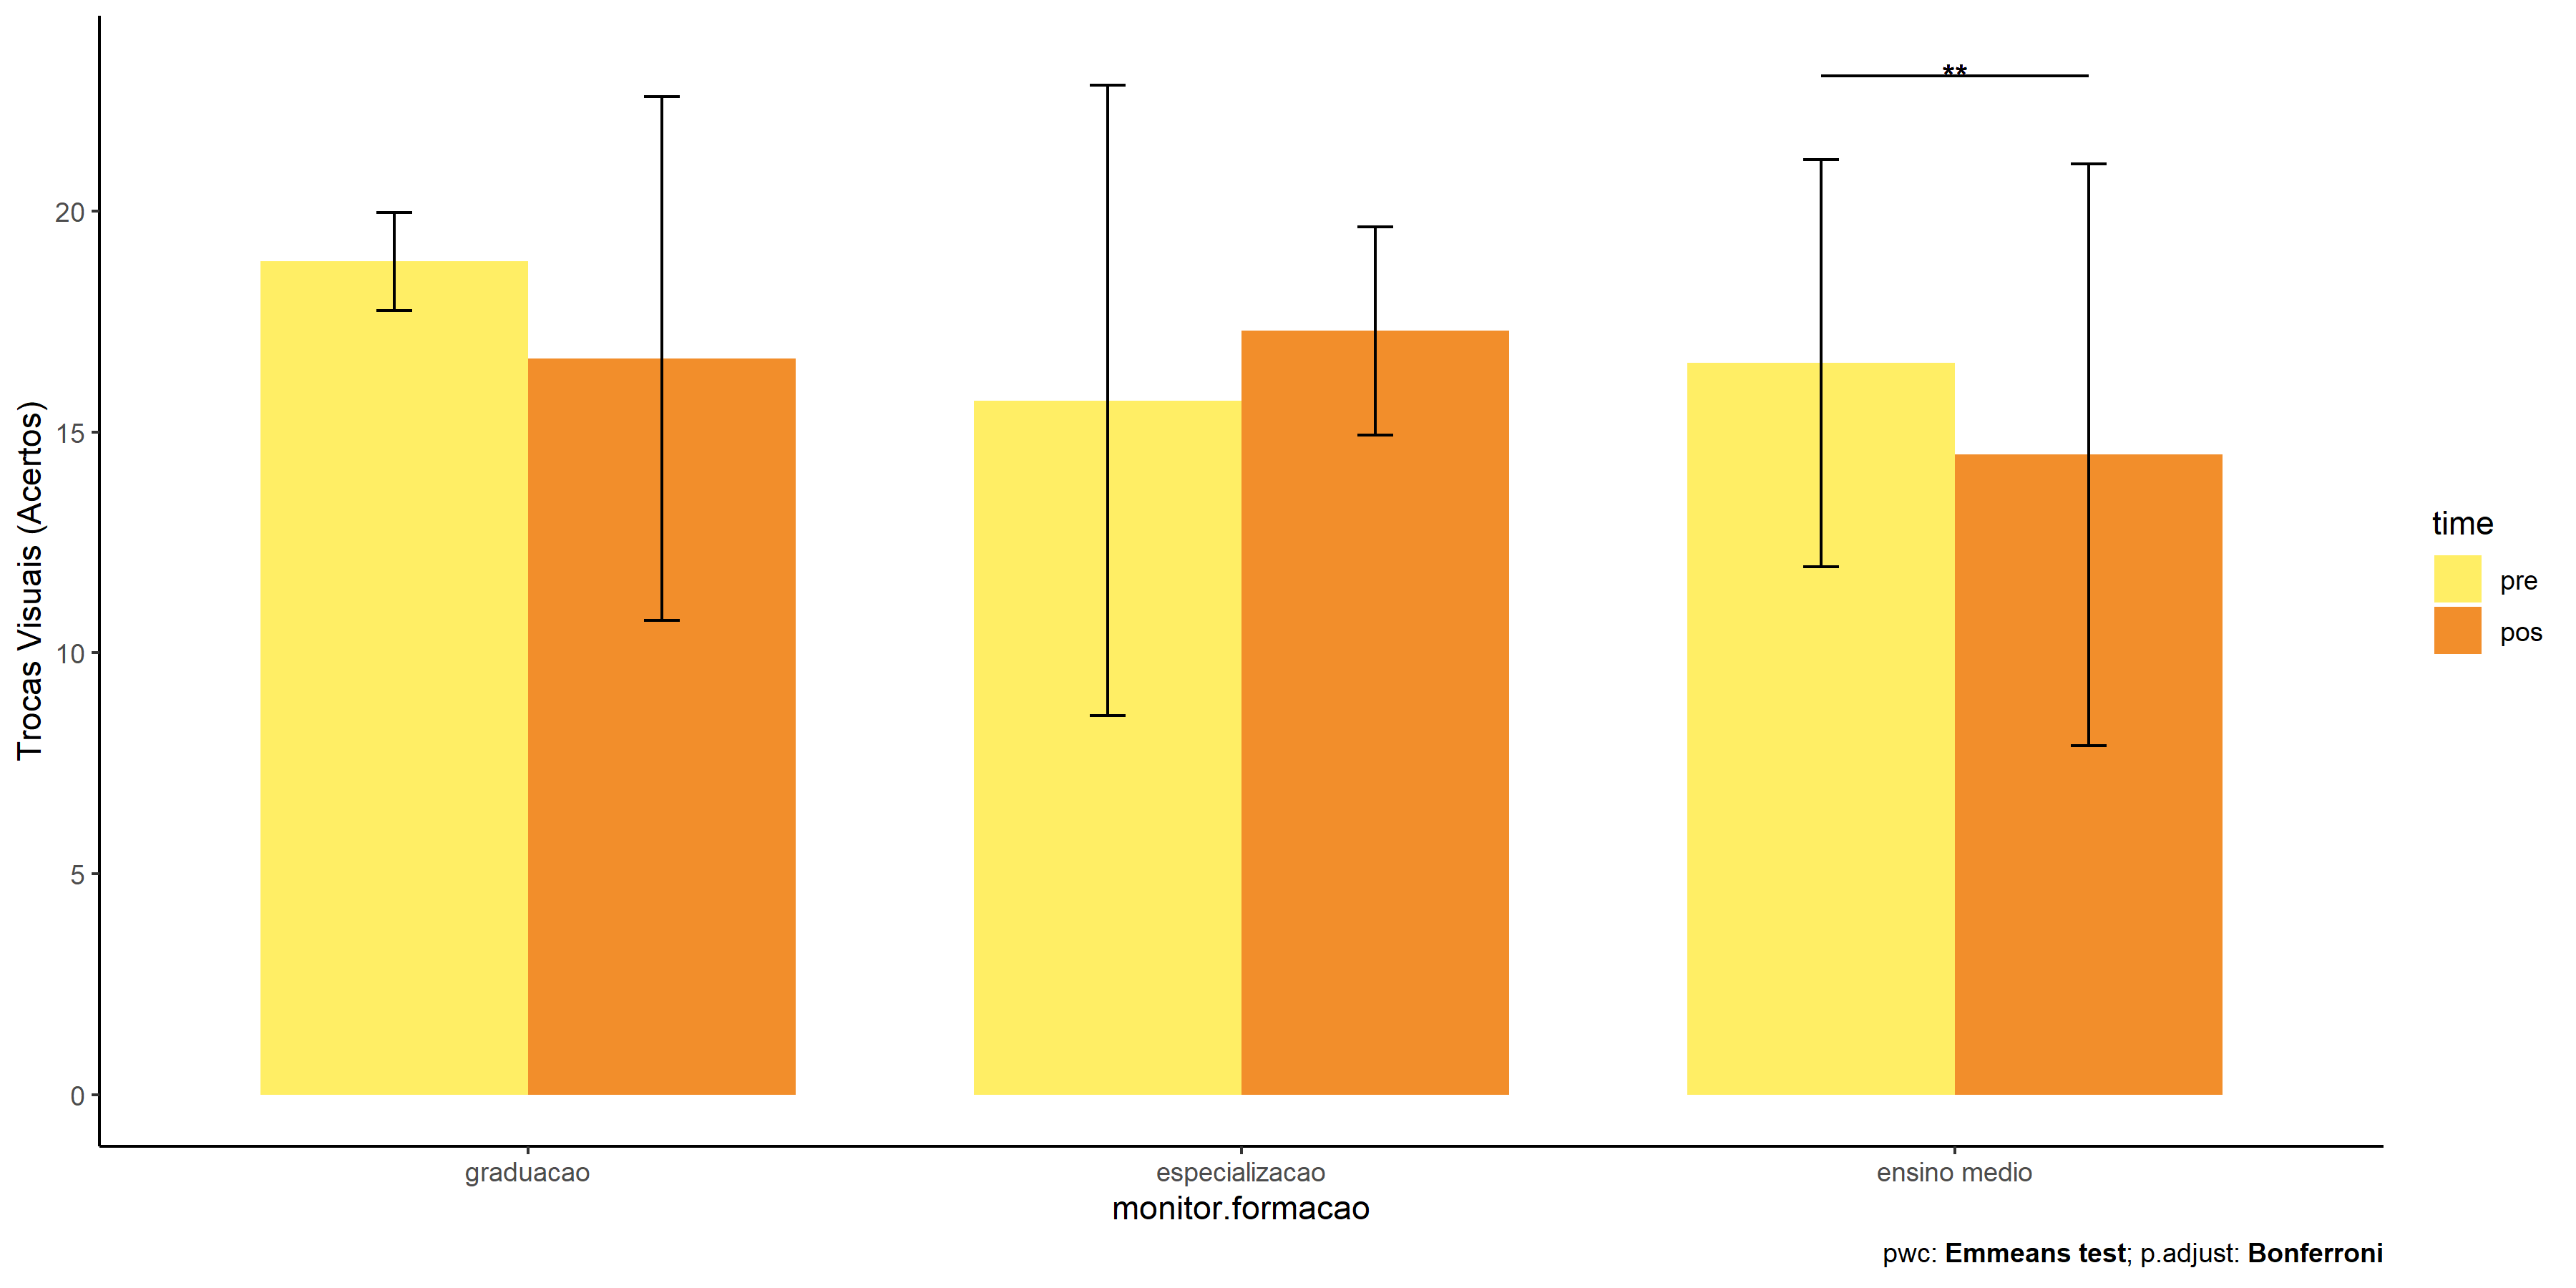 **
20
15
10
5
0
Trocas Visuais (Acertos)
graduacao
especializacao
ensino medio
monitor.formacao
time
pre
pos
pwc: Emmeans test; p.adjust: Bonferroni